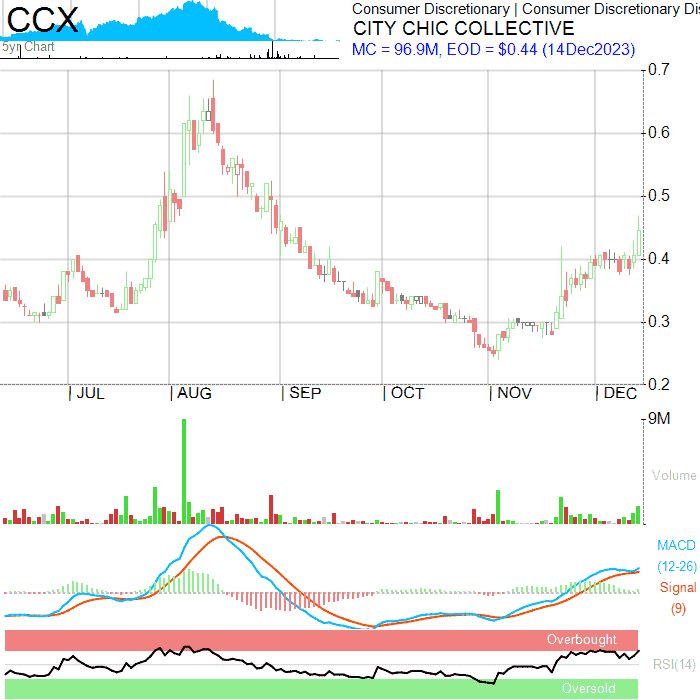 CCX
5yr Chart
Consumer Discretionary | Consumer Discretionary Dis
CITY CHIC COLLECTIVE
MC = 96.9M, EOD = $0.44 (14Dec2023)
0.7
0.6
0.5
0.4
0.3
0.2
| JUL | AUG | SEP | OCT | NOV | DEC
9M
Volume
MACD
(12-26)
Signal
(9)
Overbought
RSI(14)
Oversold